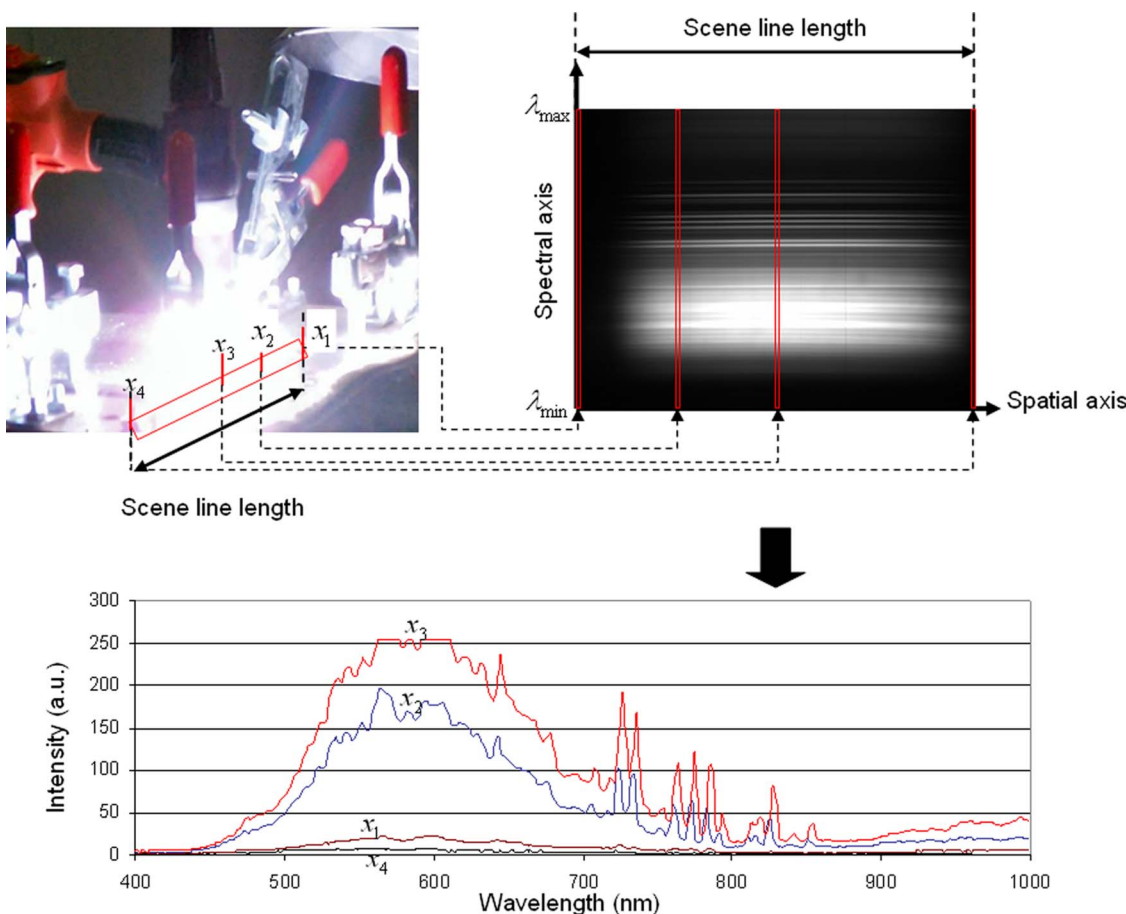 Scene line length
λmax
Spectral axis
λmin
Spatial axis
x1
x2
x3
x4
Scene line length
300
250
200
150
100
50
0
Intensity (a.u.)
x3
x2
x1
x4
400
500
600
700
800
900
1000
Wavelength (nm)